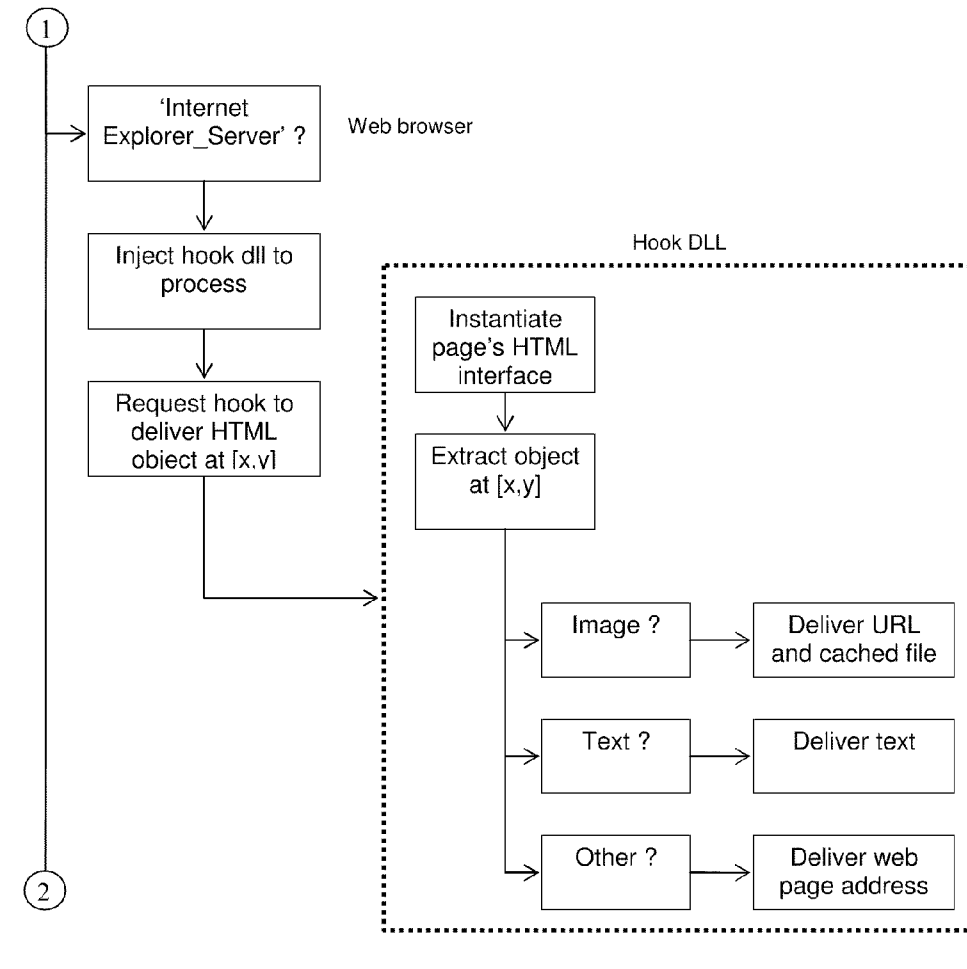 1
‘Internet
Explorer_Server’ ?
Web browser
Inject hook dll to
process
Request hook to
deliver HTML
object at [x,y]
Hook DLL
Instantiate
page’s HTML
interface
Extract object
at [x,y]
Image ?
Deliver URL
and cached file
Text ?
Deliver text
Other ?
Deliver web
page address
2